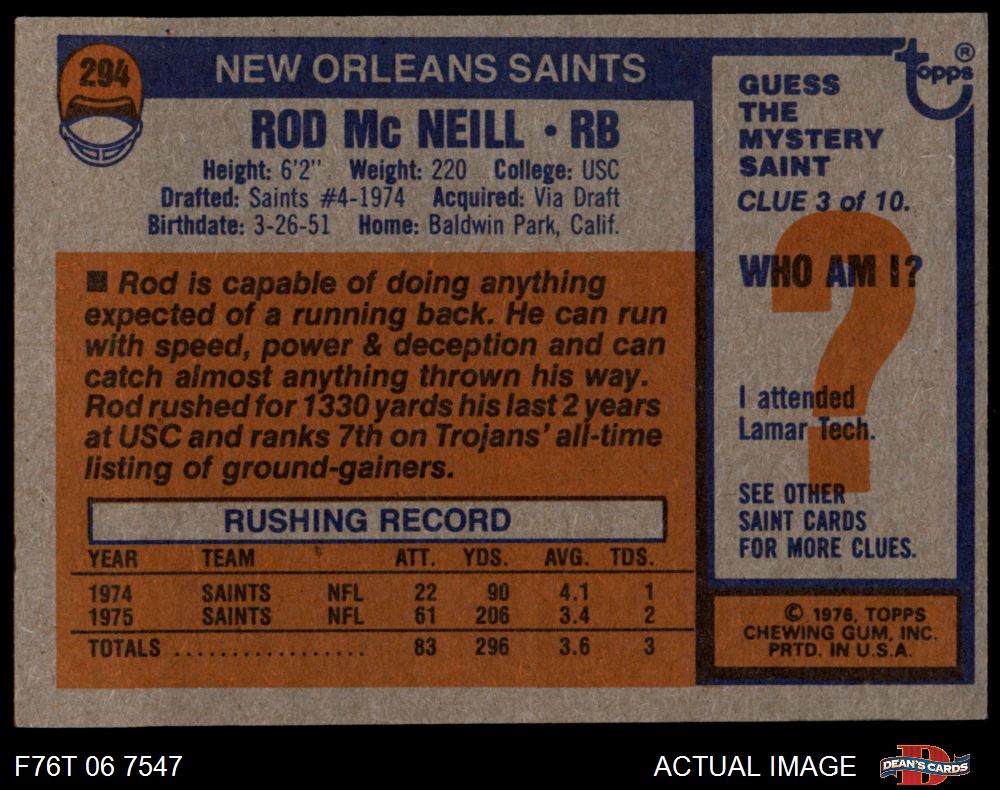 294
NEW ORLEANS SAINTS
ROD Mc NEILL • RB
Height: 6'2" Weight: 220 College: USC
Drafted: Saints #4-1974 Acquired: Via Draft
Birthdate: 3-26-51 Home: Baldwin Park, Calif.
■ Rod is capable of doing anything
expected of a running back. He can run
with speed, power & deception and can
catch almost anything thrown his way.
Rod rushed for 1330 yards his last 2 years
at USC and ranks 7th on Trojans' all-time
listing of ground-gainers.
RUSHING RECORD
YEAR TEAM ATT. YDS. AVG. TDS.
1974 SAINTS NFL 22 90 4.1 1
1975 SAINTS NFL 61 206 3.4 2
TOTALS .................. 83 296 3.6 3
topps ®
GUESS
THE
MYSTERY
SAINT
CLUE 3 of 10.
WHO AM I?
?
I attended
Lamar Tech.
SEE OTHER
SAINT CARDS
FOR MORE CLUES.
© 1976, TOPPS
CHEWING GUM, INC.
PRTD. IN U.S.A.
F76T 06 7547
ACTUAL IMAGE
D
DEAN'S CARDS